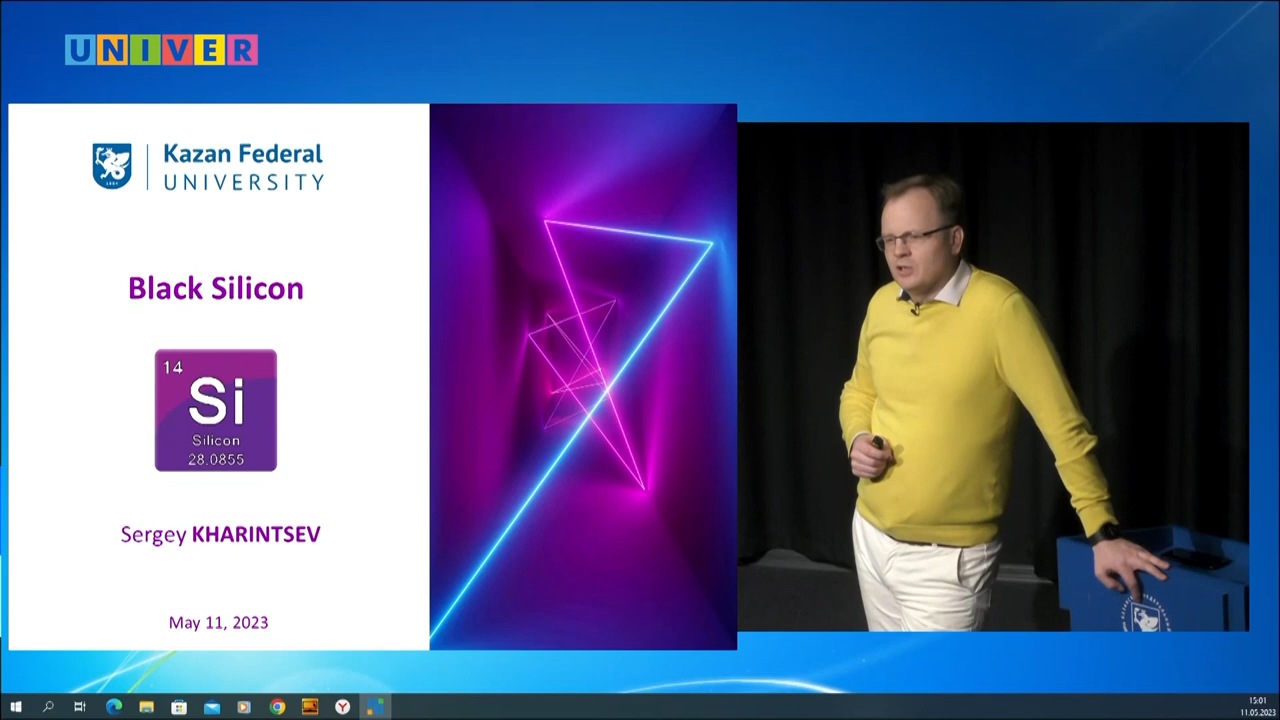 UNIVER
Kazan Federal
UNIVERSITY
Black Silicon
14
Si
Silicon
28.0855
Sergey KHARINTSEV
May 11, 2023
15:01
11.05.2023